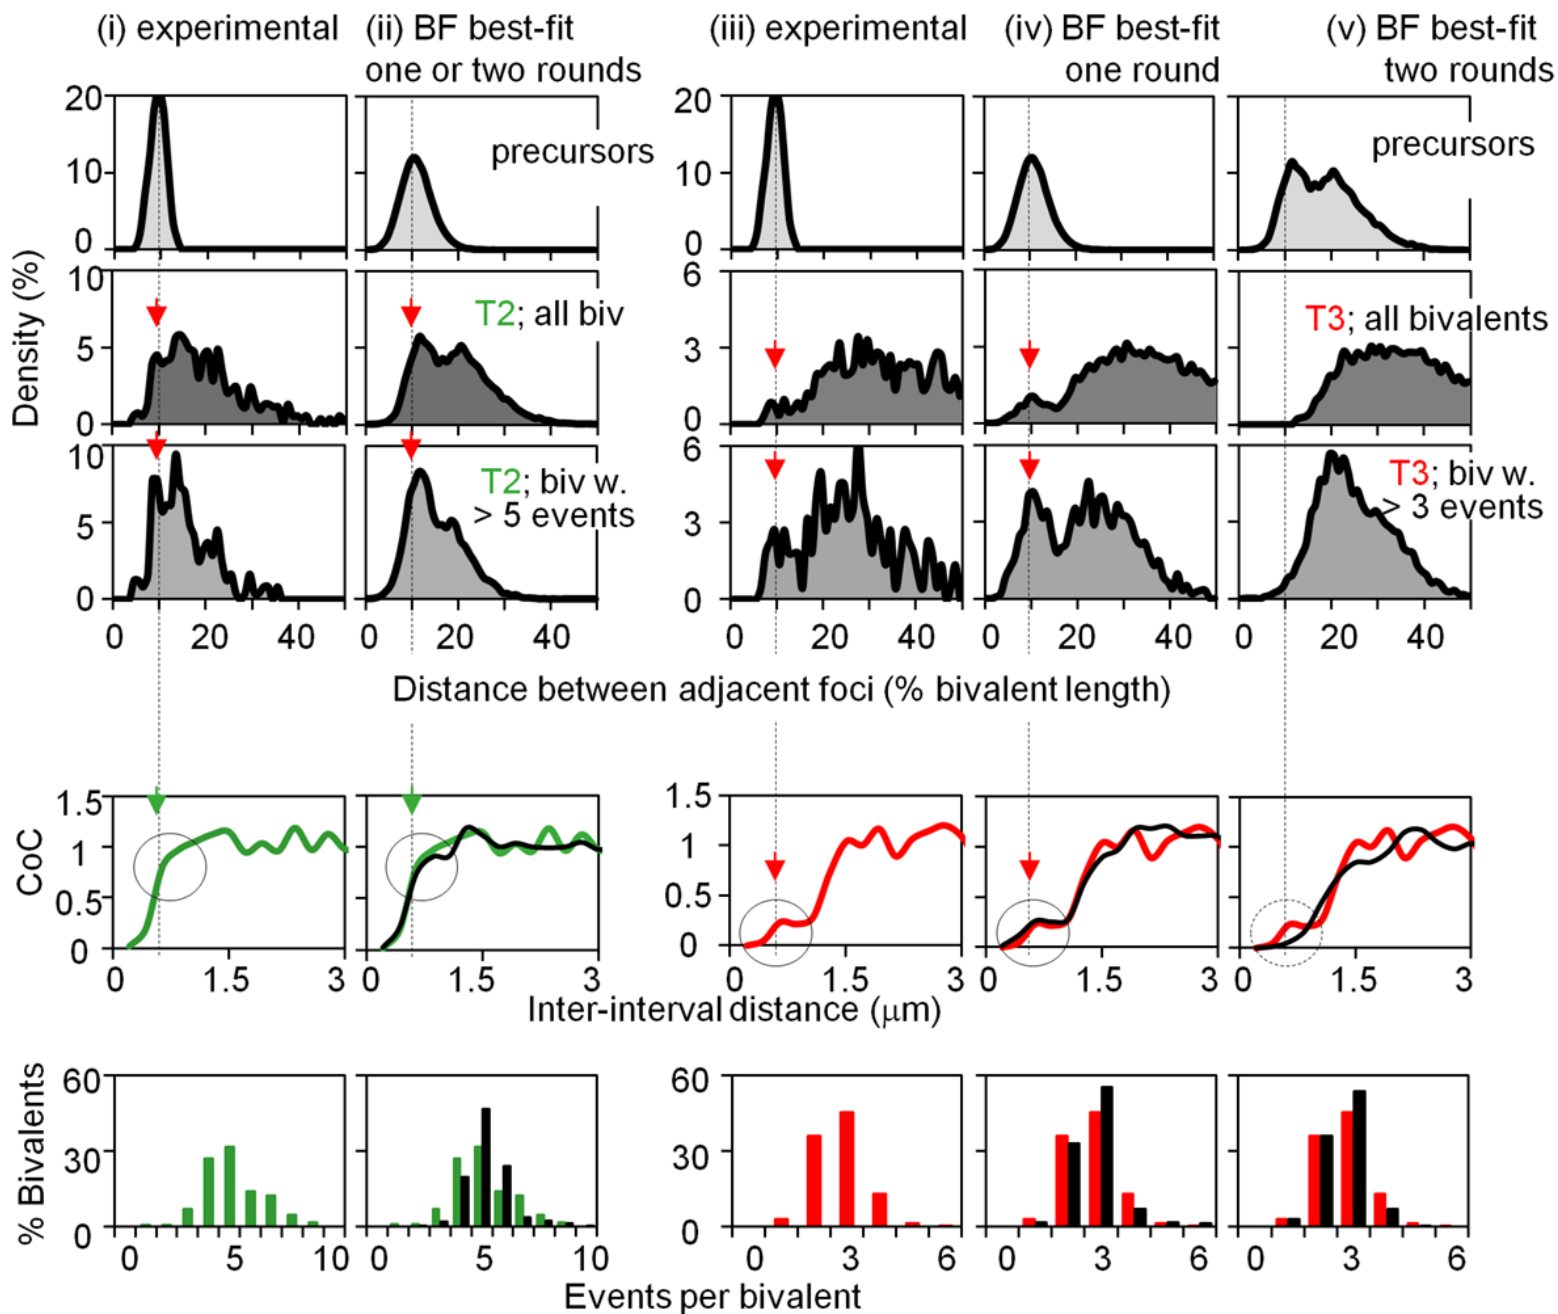 (i) experimental
(ii) BF best-fit
one or two rounds
(iii) experimental
(iv) BF best-fit
one round
(v) BF best-fit
two rounds
20
10
0
precursors
20
10
0
precursors
Density (%)
10
5
0
T2; all biv
6
3
0
T3; all bivalents
10
5
0
T2; biv w.
> 5 events
6
3
0
T3; biv w.
> 3 events
0 20 40
0 20 40
0 20 40
0 20 40
0 20 40
Distance between adjacent foci (% bivalent length)
CoC
1.5
1
0.5
0
1.5
1
0.5
0
0 1.5 3
0 1.5 3
0 1.5 3
0 1.5 3
0 1.5 3
Inter-interval distance (μm)
% Bivalents
60
30
0
60
30
0
0 5 10
0 5 10
0 3 6
0 3 6
0 3 6
Events per bivalent